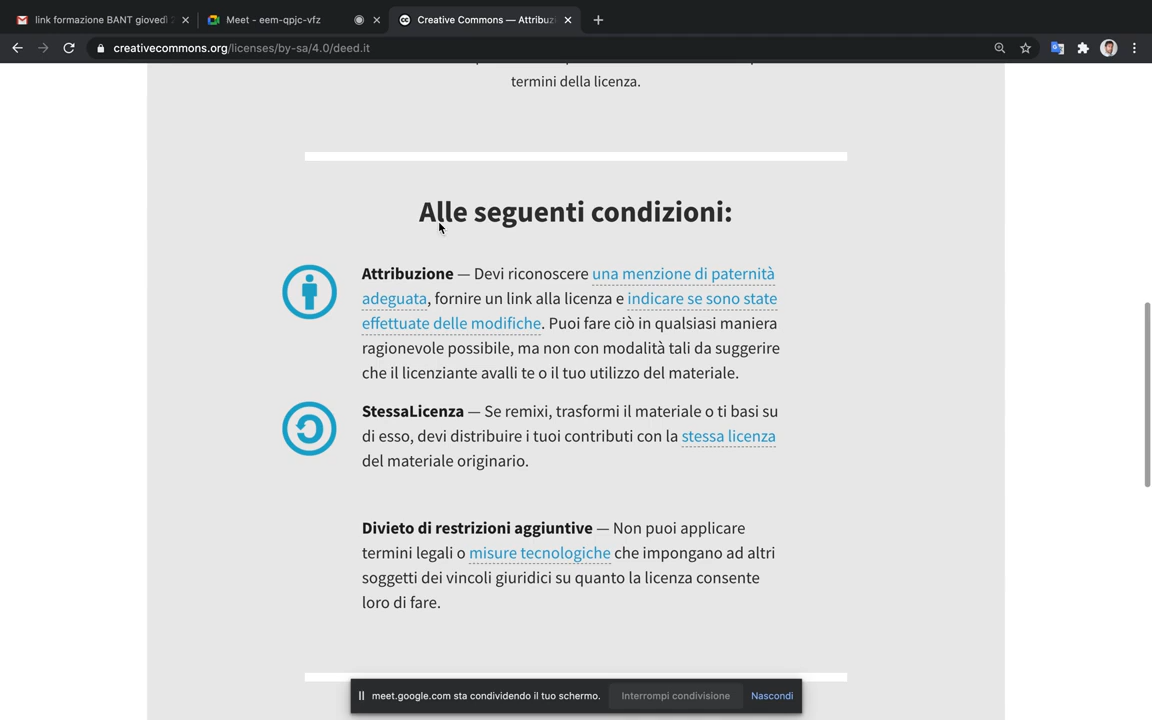 link formazione BANT giovedì 2
Meet - eem-qpjc-vfz
Creative Commons — Attribuzi
creativecommons.org/licenses/by-sa/4.0/deed.it
termini della licenza.
Alle seguenti condizioni:
Attribuzione — Devi riconoscere una menzione di paternità
adeguata, fornire un link alla licenza e indicare se sono state
effettuate delle modifiche. Puoi fare ciò in qualsiasi maniera
ragionevole possibile, ma non con modalità tali da suggerire
che il licenziante avalli te o il tuo utilizzo del materiale.
StessaLicenza — Se remixi, trasformi il materiale o ti basi su
di esso, devi distribuire i tuoi contributi con la stessa licenza
del materiale originario.
Divieto di restrizioni aggiuntive — Non puoi applicare
termini legali o misure tecnologiche che impongano ad altri
soggetti dei vincoli giuridici su quanto la licenza consente
loro di fare.
meet.google.com sta condividendo il tuo schermo.
Interrompi condivisione
Nascondi